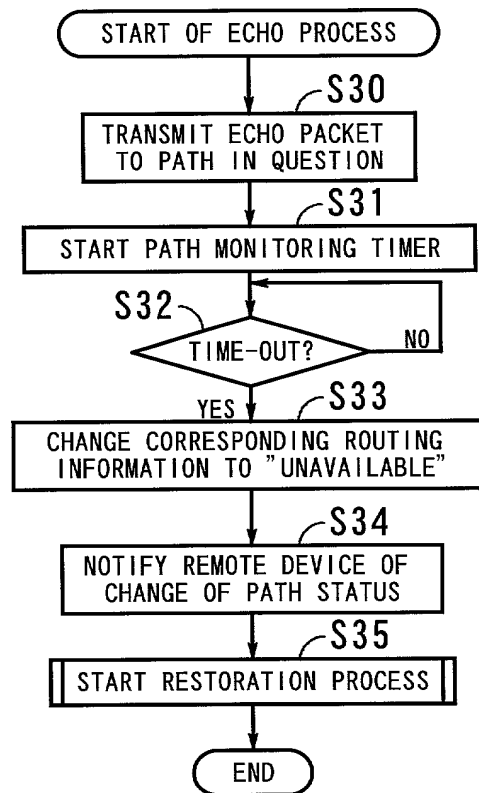 START OF ECHO PROCESS
S30
TRANSMIT ECHO PACKET
TO PATH IN QUESTION
S31
START PATH MONITORING TIMER
S32
TIME-OUT?
NO
YES
S33
CHANGE CORRESPONDING ROUTING
INFORMATION TO "UNAVAILABLE"
S34
NOTIFY REMOTE DEVICE OF
CHANGE OF PATH STATUS
S35
START RESTORATION PROCESS
END